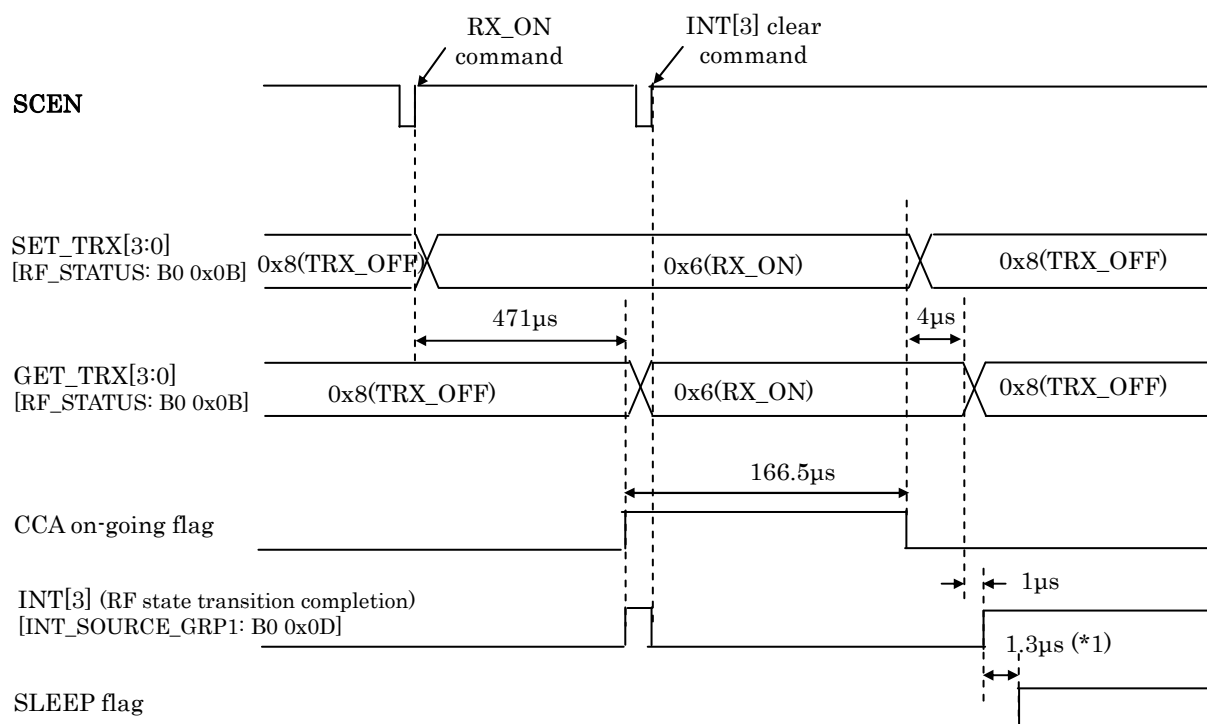 RX_ON
command
INT[3] clear
command
SCEN
SET_TRX[3:0]
[RF_STATUS: B0 0x0B]
0x8(TRX_OFF)
0x6(RX_ON)
0x8(TRX_OFF)
471µs
4µs
GET_TRX[3:0]
[RF_STATUS: B0 0x0B]
0x8(TRX_OFF)
0x6(RX_ON)
0x8(TRX_OFF)
166.5µs
CCA on-going flag
1µs
INT[3] (RF state transition completion)
[INT_SOURCE_GRP1: B0 0x0D]
1.3µs (*1)
SLEEP flag